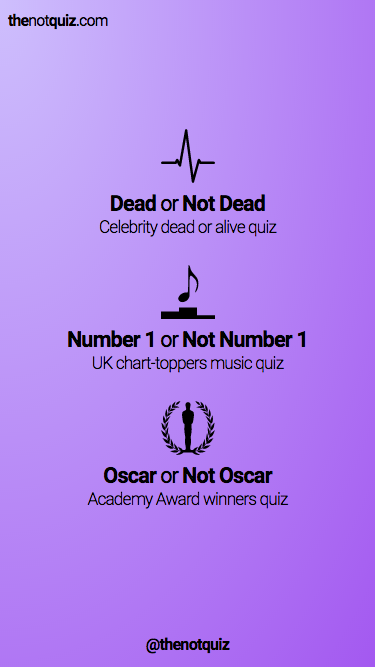 thenotquiz.com
Dead or Not Dead
Celebrity dead or alive quiz
Number 1 or Not Number 1
UK chart-toppers music quiz
Oscar or Not Oscar
Academy Award winners quiz
@thenotquiz